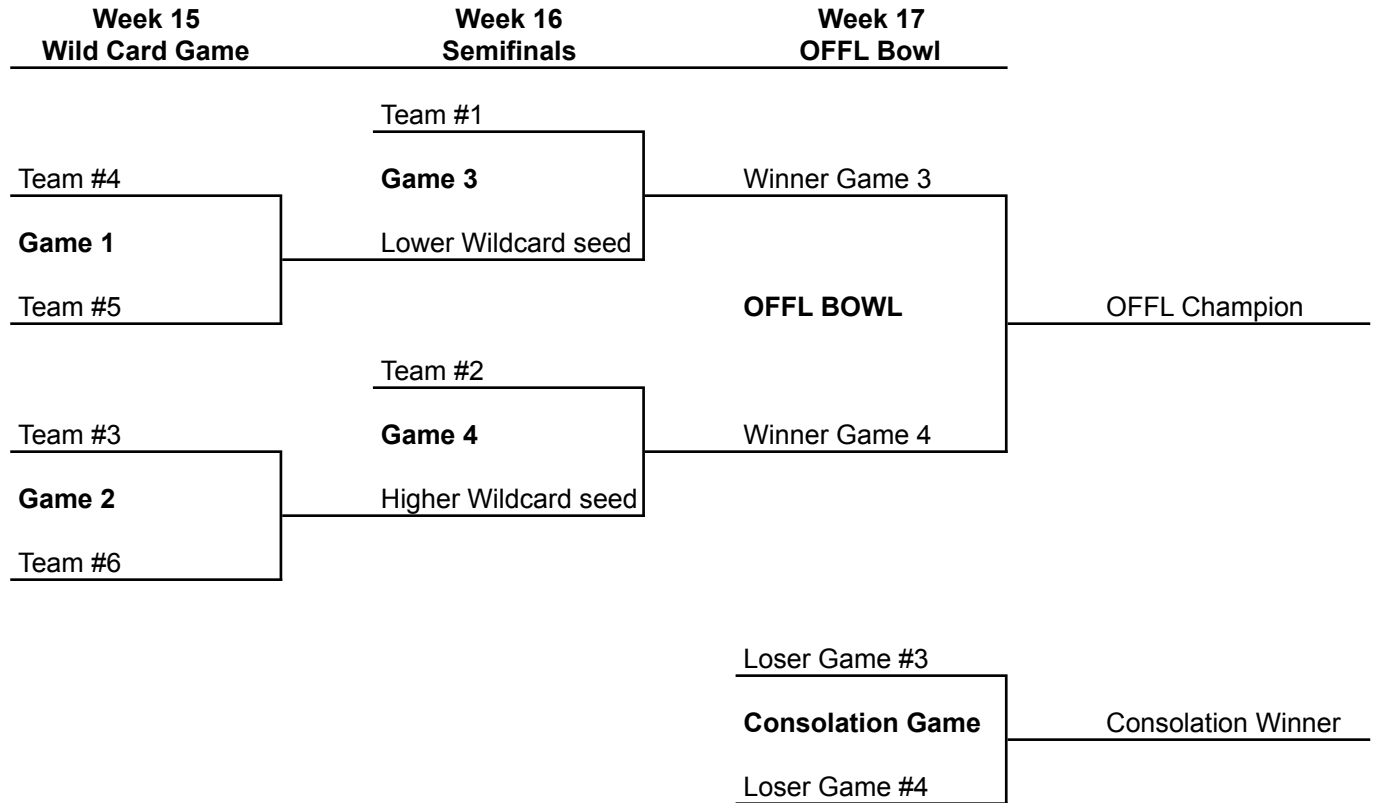 Week 15
Wild Card Game
Week 16
Semifinals
Week 17
OFFL Bowl
Team #1
Team #4
Game 3
Winner Game 3
Game 1
Lower Wildcard seed
Team #5
OFFL BOWL
OFFL Champion
Team #2
Team #3
Game 4
Winner Game 4
Game 2
Higher Wildcard seed
Team #6
Loser Game #3
Consolation Game
Consolation Winner
Loser Game #4